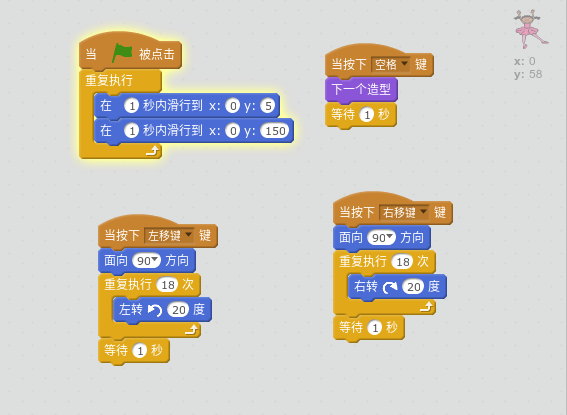 当 被点击
重复执行
在 1 秒内滑行到 x: 0 y: 5
在 1 秒内滑行到 x: 0 y: 150
当按下 空格 键
下一个造型
等待 1 秒
x: 0
y: 58
当按下 左移键 键
面向 90 方向
重复执行 18 次
左转 20 度
等待 1 秒
当按下 右移键 键
面向 90 方向
重复执行 18 次
右转 20 度
等待 1 秒